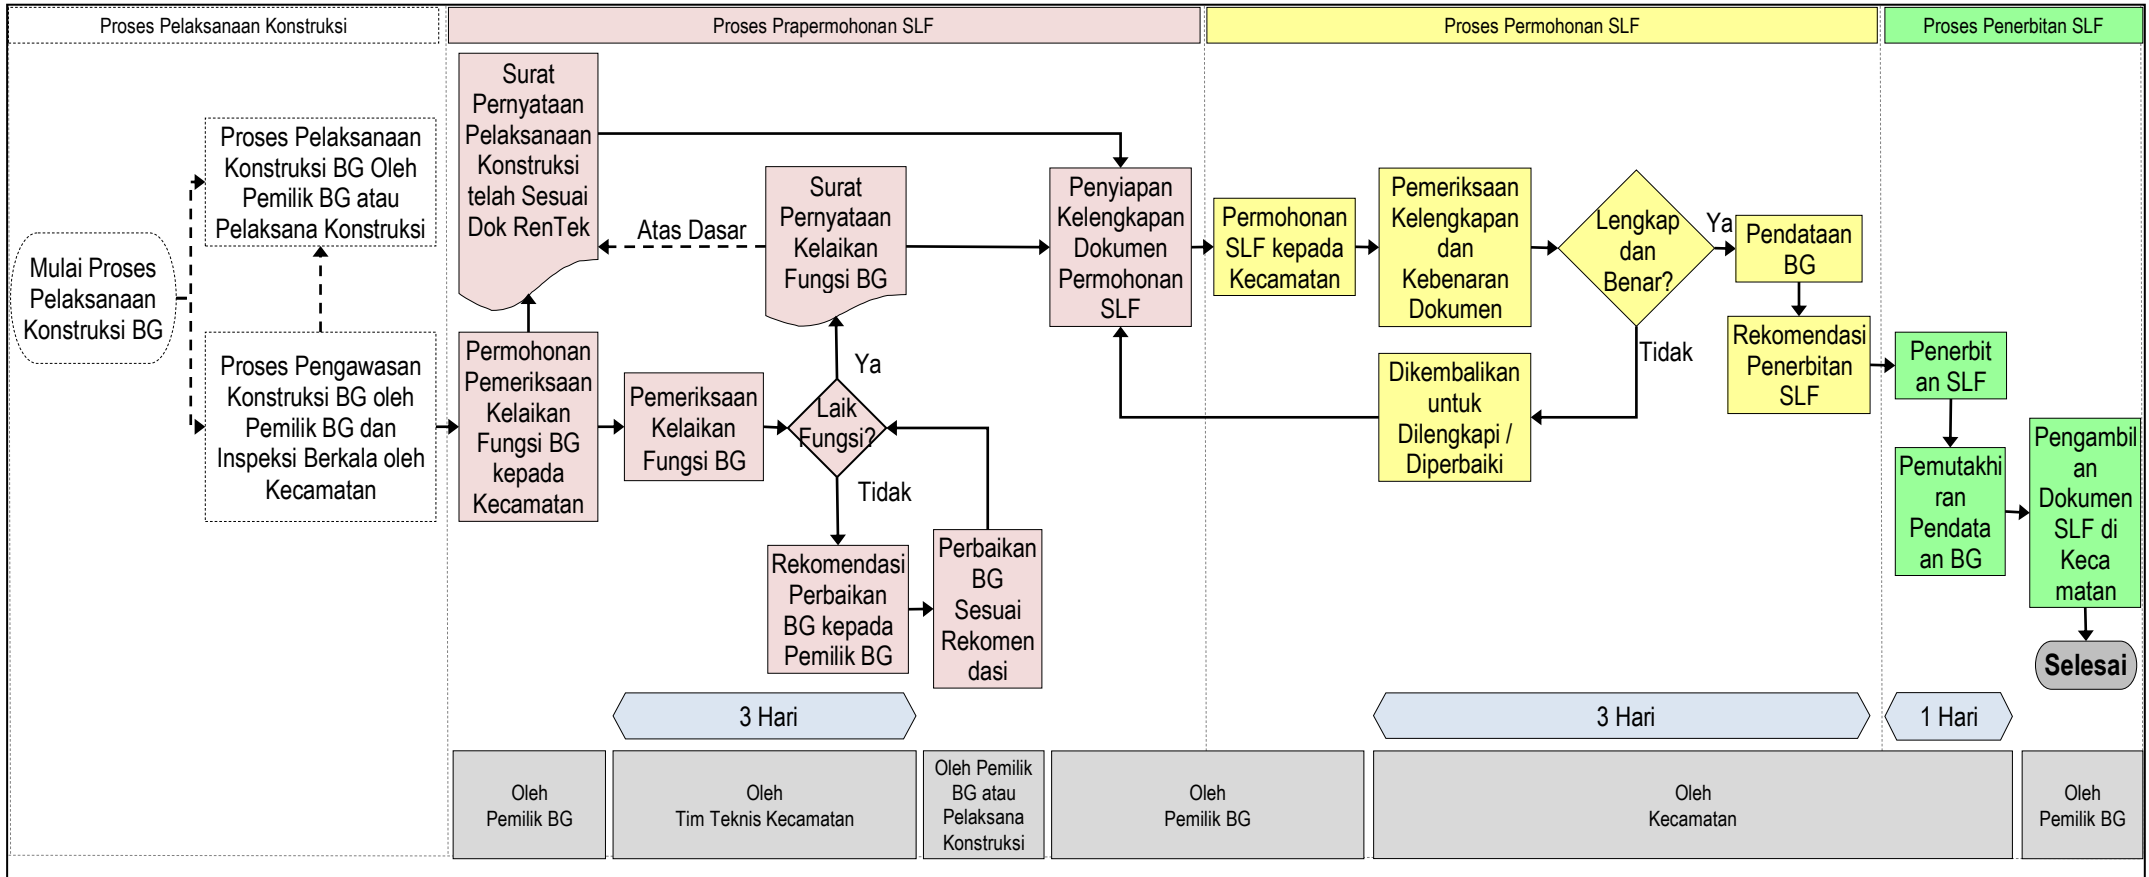 Proses Pelaksanaan Konstruksi
Proses Prapermohonan SLF
Proses Permohonan SLF
Proses Penerbitan SLF
Mulai Proses
Pelaksanaan
Konstruksi BG
Proses Pelaksanaan
Konstruksi BG Oleh
Pemilik BG atau
Pelaksana Konstruksi
Proses Pengawasan
Konstruksi BG oleh
Pemilik BG dan
Inspeksi Berkala oleh
Kecamatan
Surat
Pernyataan
Pelaksanaan
Konstruksi
telah Sesuai
Dok RenTek
Permohonan
Pemeriksaan
Kelaikan
Fungsi BG
kepada
Kecamatan
Pemeriksaan
Kelaikan
Fungsi BG
Atas Dasar
Surat
Pernyataan
Kelaikan
Fungsi BG
Ya
Laik
Fungsi?
Tidak
Rekomendasi
Perbaikan
BG kepada
Pemilik BG
Perbaikan
BG
Sesuai
Rekomen
dasi
Penyiapan
Kelengkapan
Dokumen
Permohonan
SLF
Permohonan
SLF kepada
Kecamatan
Pemeriksaan
Kelengkapan
dan
Kebenaran
Dokumen
Lengkap
dan
Benar?
Ya
Tidak
Dikembalikan
untuk
Dilengkapi /
Diperbaiki
Pendataan
BG
Rekomendasi
Penerbitan
SLF
Penerbit
an SLF
Pemutakhi
ran
Pendata
an BG
Pengambil
an
Dokumen
SLF di
Keca
matan
Selesai
3 Hari
3 Hari
1 Hari
Oleh
Pemilik BG
Oleh
Tim Teknis Kecamatan
Oleh Pemilik
BG atau
Pelaksana
Konstruksi
Oleh
Pemilik BG
Oleh
Kecamatan
Oleh
Pemilik BG